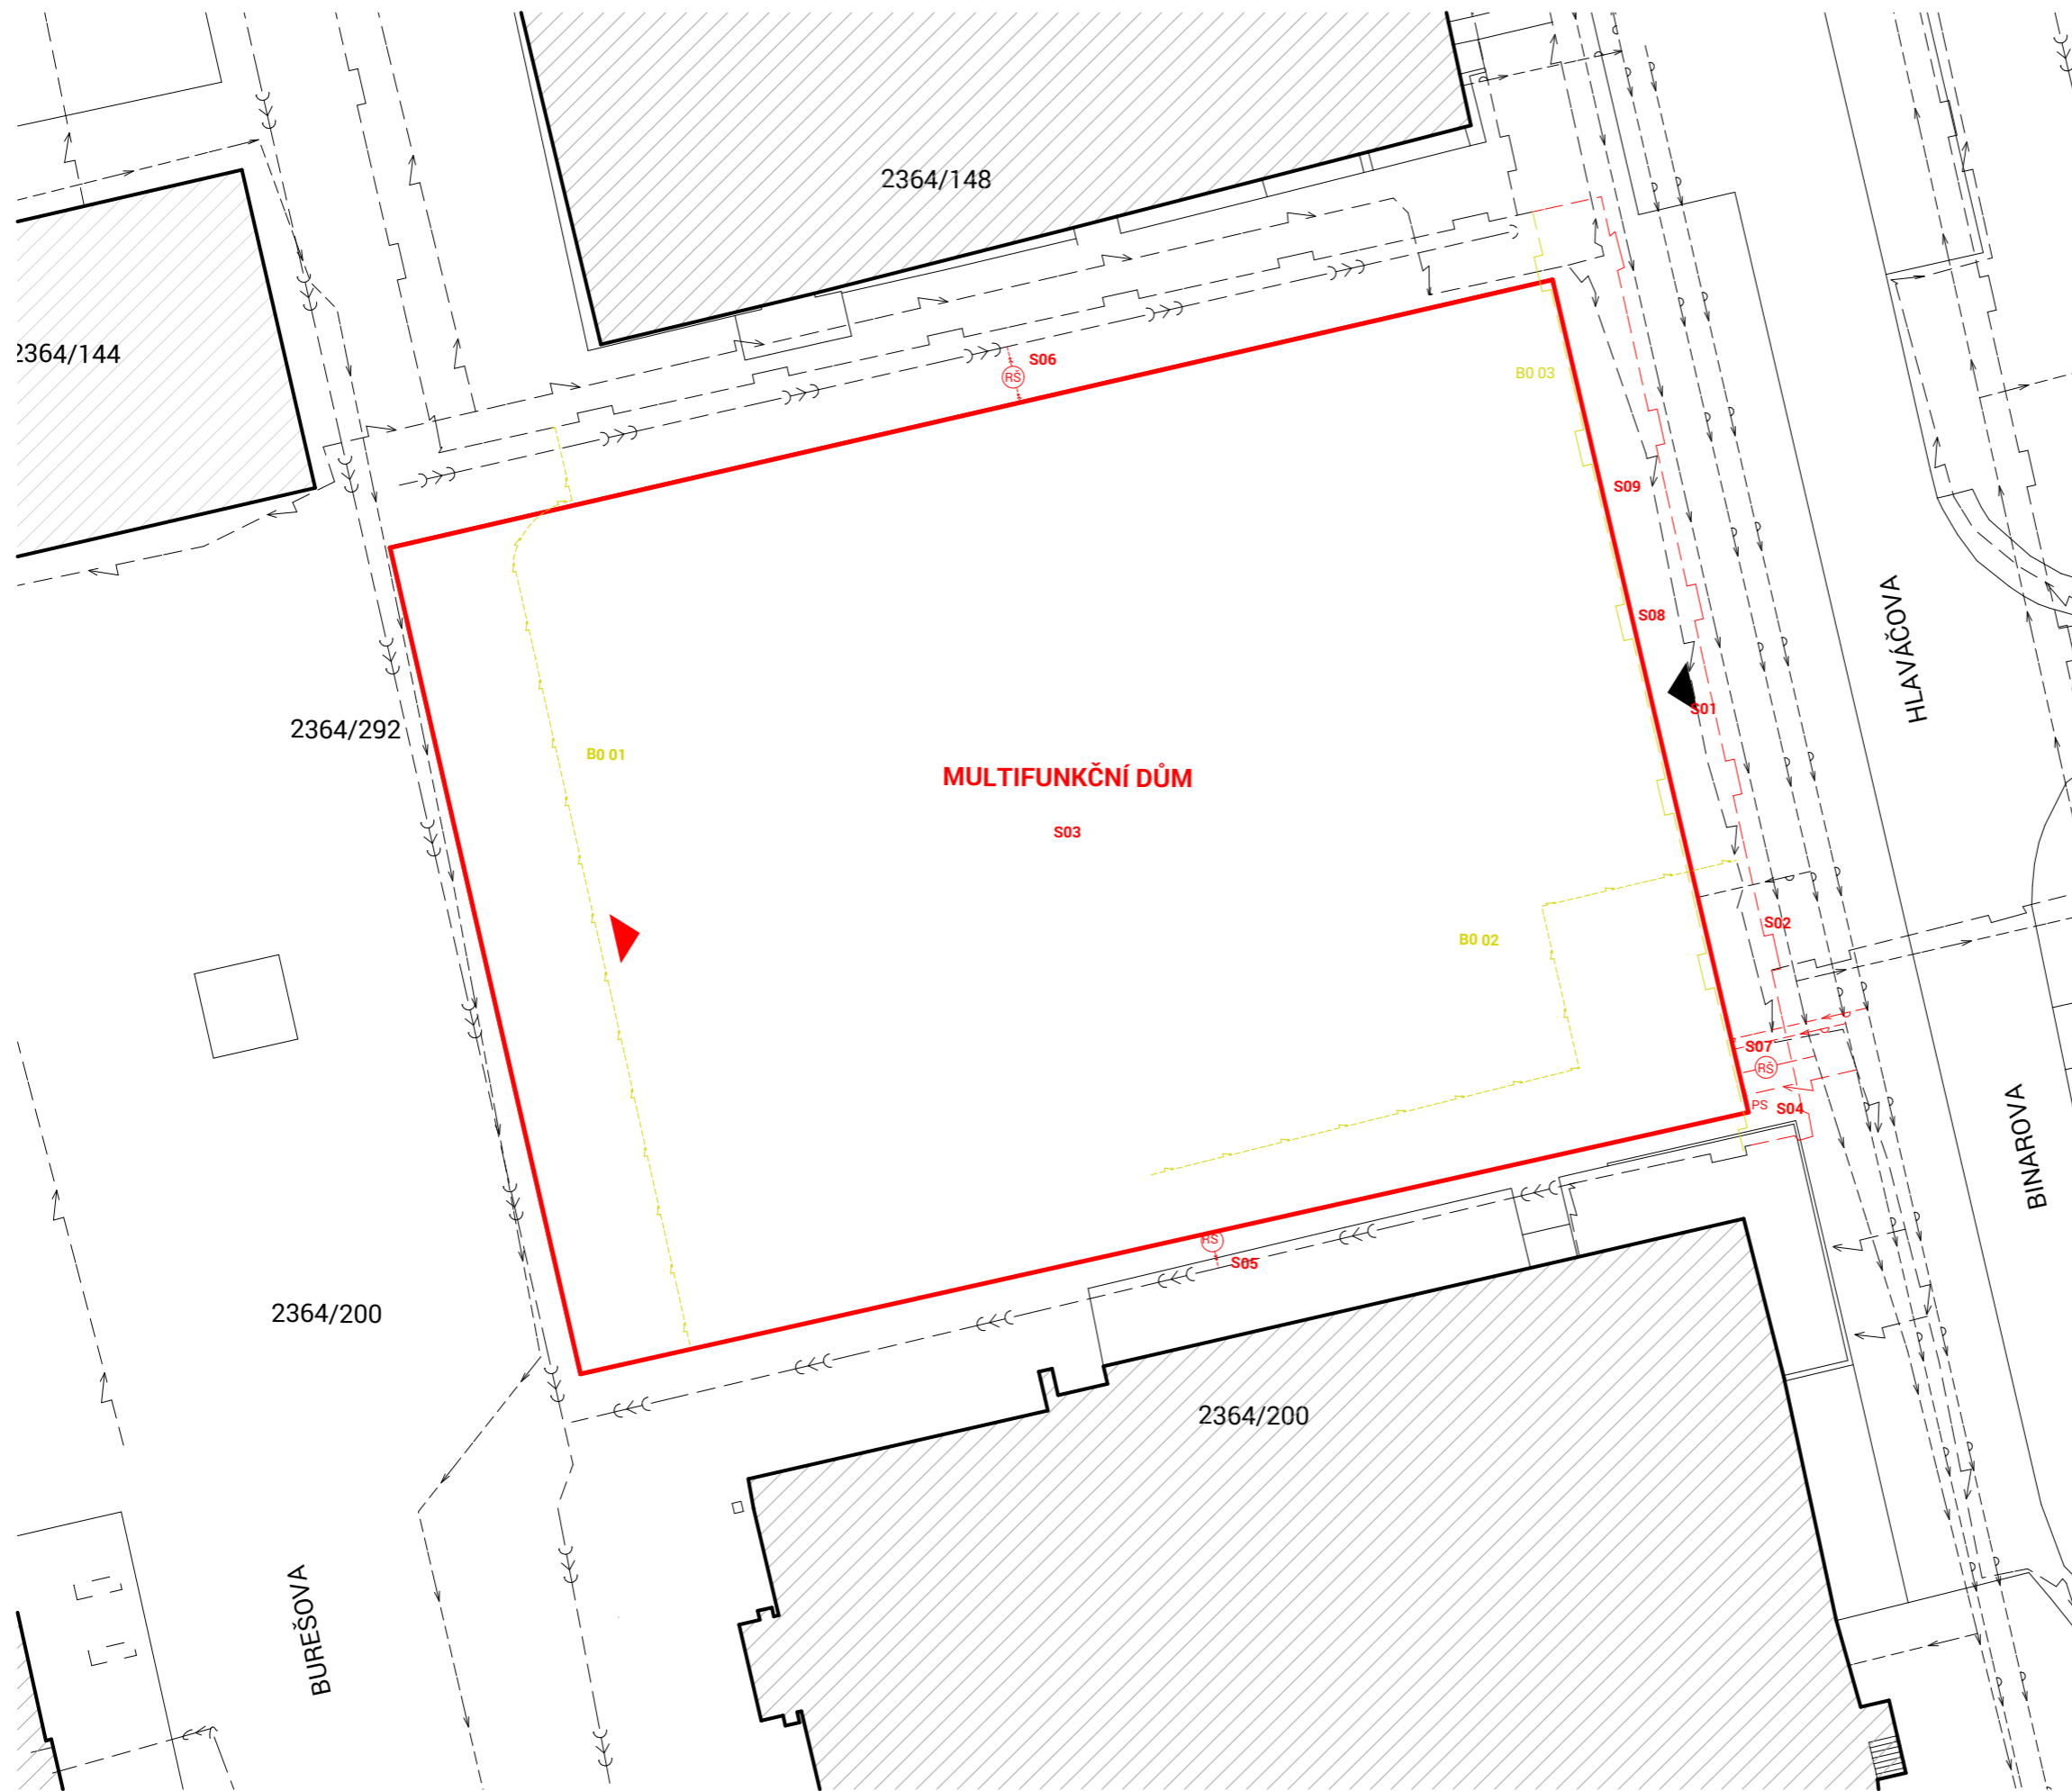 2364/148
2364/144
S06
RŠ
B0 03
S09
S08
HLAVÁČOVA
S01
2364/292
B0 01
MULTIFUNKČNÍ DŮM
S03
S02
B0 02
S07
RŠ
PS
S04
BINAROVA
RŠ
S05
2364/200
2364/200
BUREŠOVA